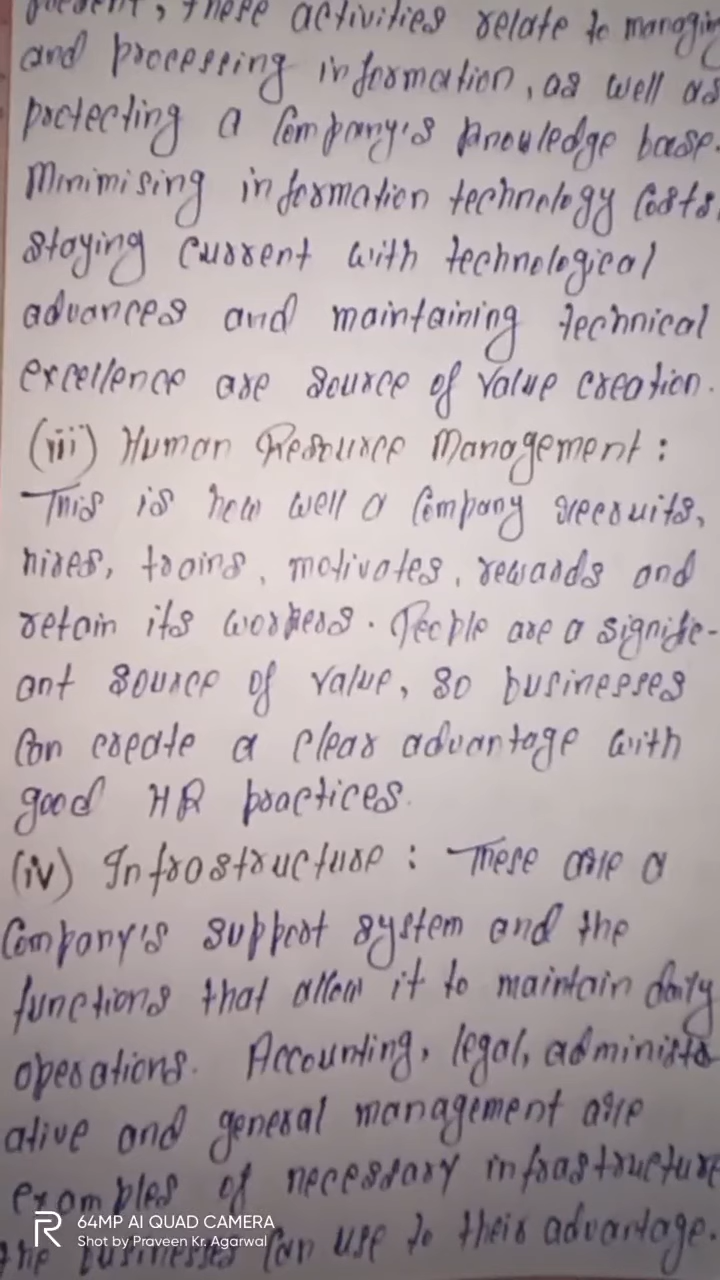 these activities relate to managing
and processing information, as well as
protecting a Company's knowledge base.
Minimising information technology costs,
staying current with technological
advances and maintaining technical
excellence are source of value creation.
(iii) Human Resource Management :
This is how well a Company recruits,
hires, trains, motivates, rewards and
retain its workers. People are a signific-
ant source of value, so businesses
can create a clear advantage with
good HR practices.
(iv) Infrastructure : These are a
Company's support system and the
functions that allow it to maintain daily
operations. Accounting, legal, administr
ative and general management are
examples of necessary infrastructure
the businesses can use to their advantage.
R 64MP AI QUAD CAMERA
Shot by Praveen Kr. Agarwal